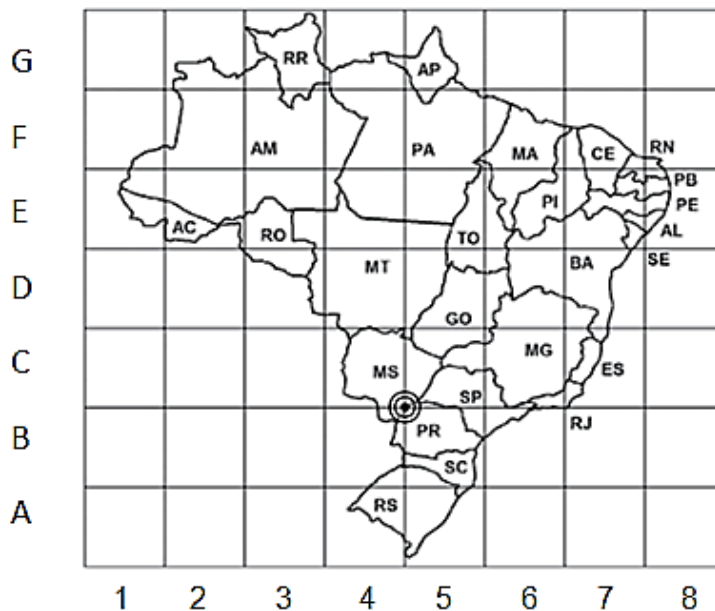 G RR AP
F AM PA MA CE RN
PB
E AC RO TO PI PE
AL
D MT BA SE
GO
C MS MG ES
SP
B PR RJ
SC
A RS
1 2 3 4 5 6 7 8